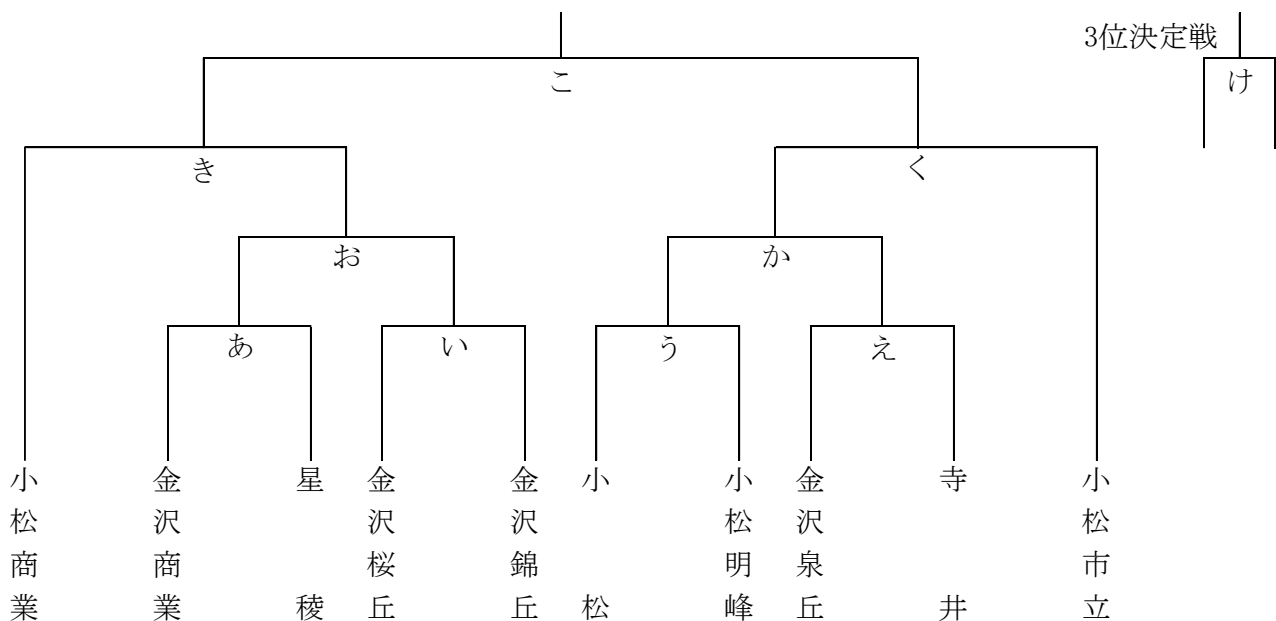 3位決定戦
こ
け
き
く
お
か
あ
い
う
え
小松商業
金沢商業
星稜
金沢桜丘
金沢錦丘
小松
小松明峰
金沢泉丘
寺井
小松市立